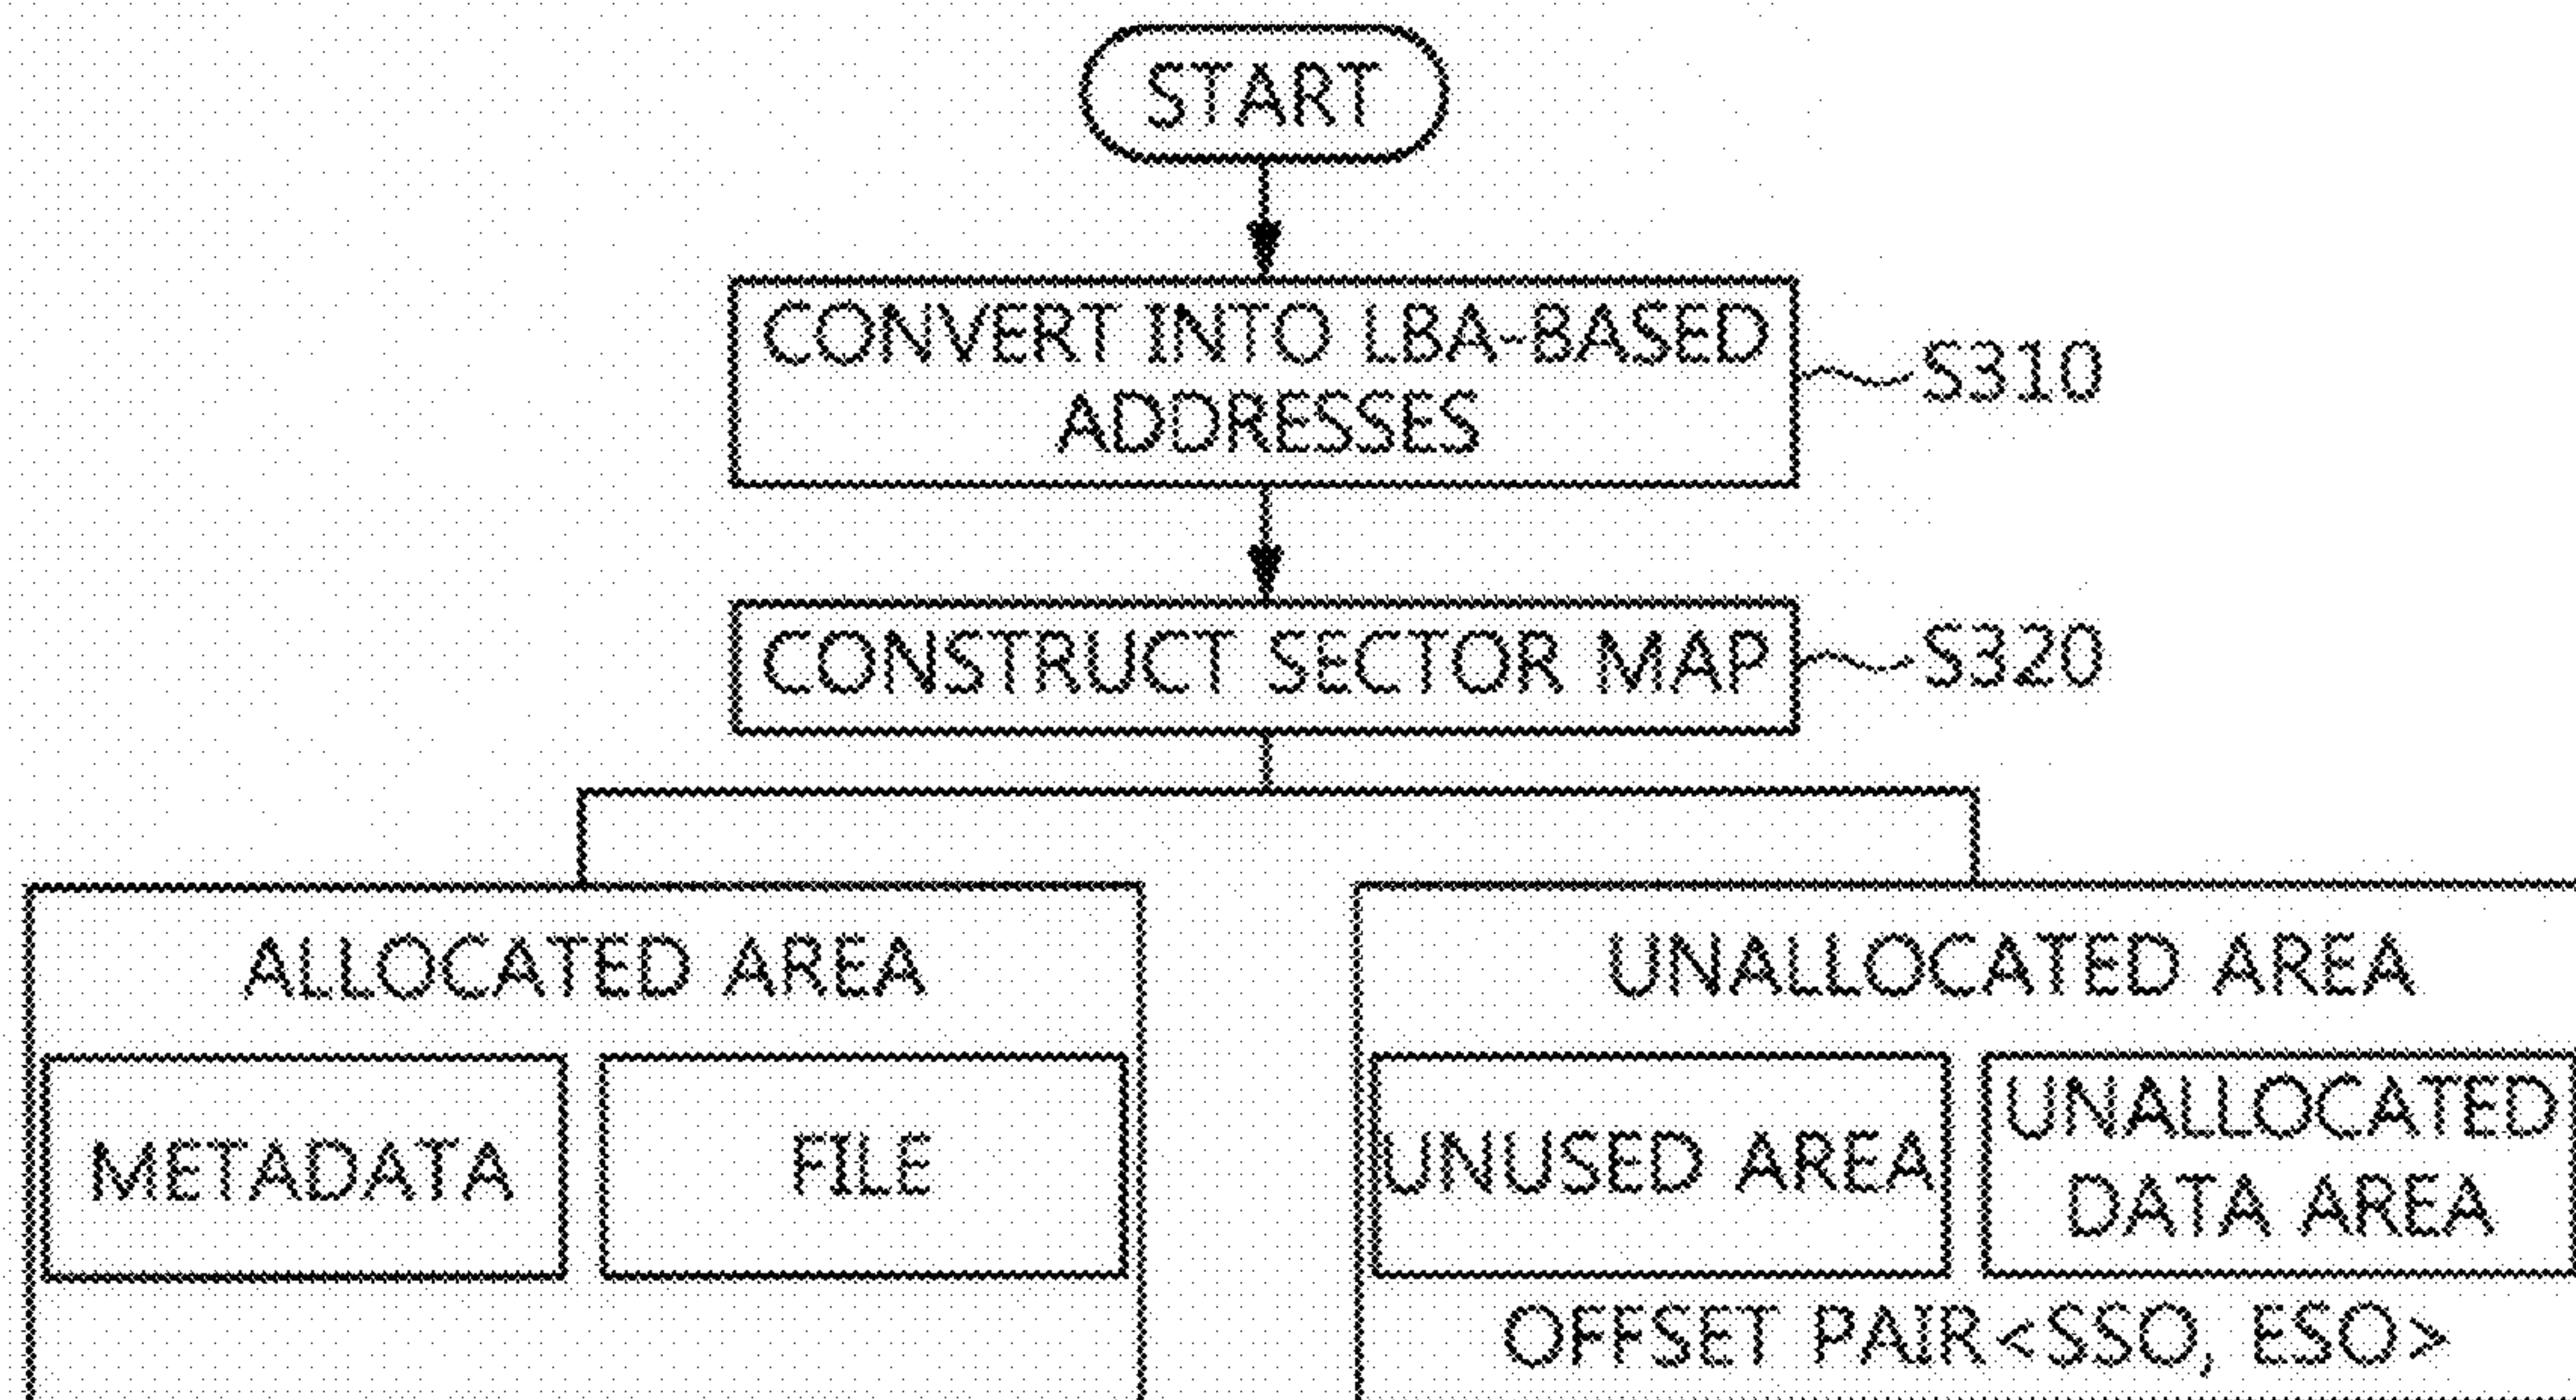 START
CONVERT INTO LBA-BASED
ADDRESSES
S310
CONSTRUCT SECTOR MAP
S320
ALLOCATED AREA
METADATA
FILE
UNALLOCATED AREA
UNUSED AREA
UNALLOCATED
DATA AREA
OFFSET PAIR<SSO, ESO>